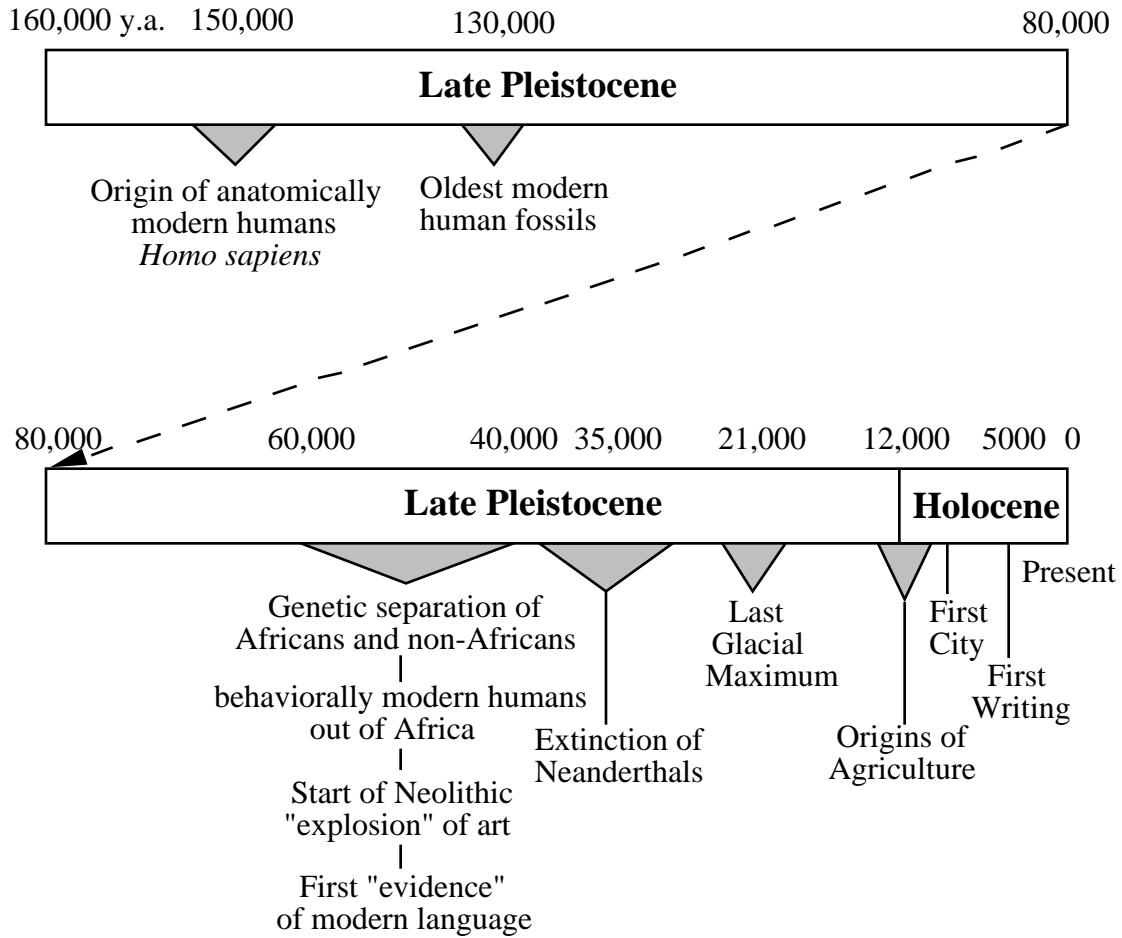 160,000 y.a. 150,000 130,000 80,000
Late Pleistocene
Origin of anatomically
modern humans
Homo sapiens
Oldest modern
human fossils
80,000 60,000 40,000 35,000 21,000 12,000 5000 0
Late Pleistocene
Holocene
Genetic separation of
Africans and non-Africans
behaviorally modern humans
out of Africa
Start of Neolithic
"explosion" of art
First "evidence"
of modern language
Extinction of
Neanderthals
Last
Glacial
Maximum
Origins of
Agriculture
First
City
First
Writing
Present